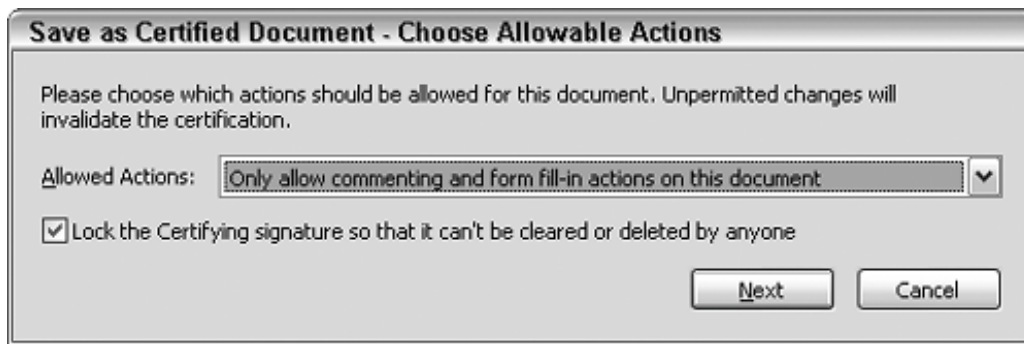 Save as Certified Document - Choose Allowable Actions
Please choose which actions should be allowed for this document. Unpermitted changes will
invalidate the certification.
Allowed Actions: Only allow commenting and form fill-in actions on this document
Lock the Certifying signature so that it can't be cleared or deleted by anyone
Next Cancel